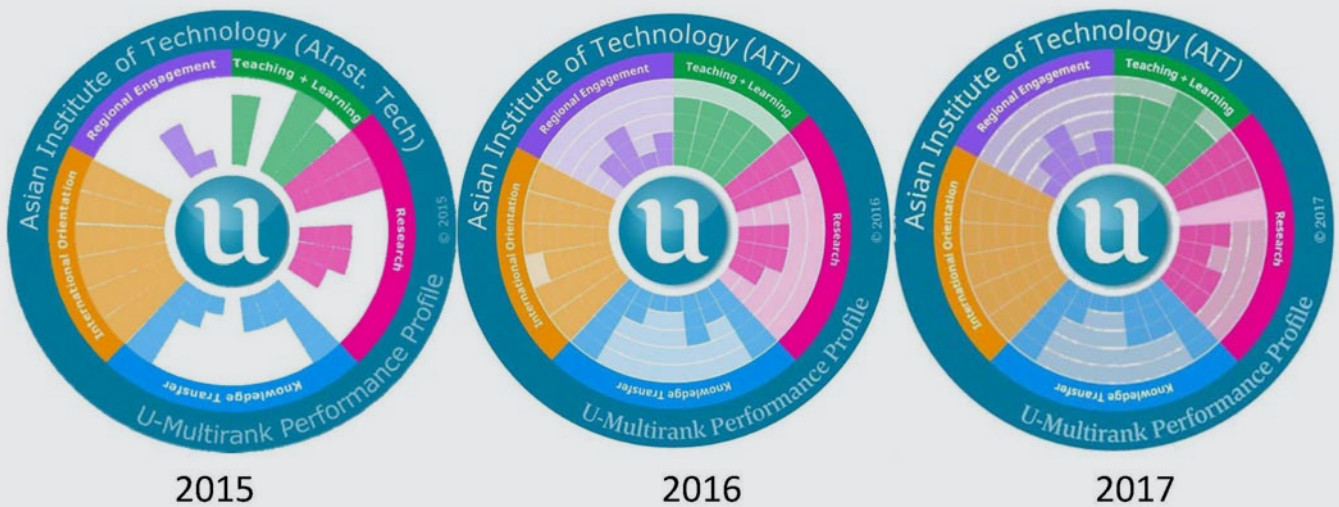 Asian Institute of Technology (AInst. Tech)
Regional Engagement
Teaching + Learning
Research
Knowledge Transfer
International Orientation
u
© 2015
U-Multirank Performance Profile
2015
Asian Institute of Technology (AIT)
Regional Engagement
Teaching + Learning
Research
Knowledge Transfer
International Orientation
u
© 2016
U-Multirank Performance Profile
2016
Asian Institute of Technology (AIT)
Regional Engagement
Teaching + Learning
Research
Knowledge Transfer
International Orientation
u
© 2017
U-Multirank Performance Profile
2017